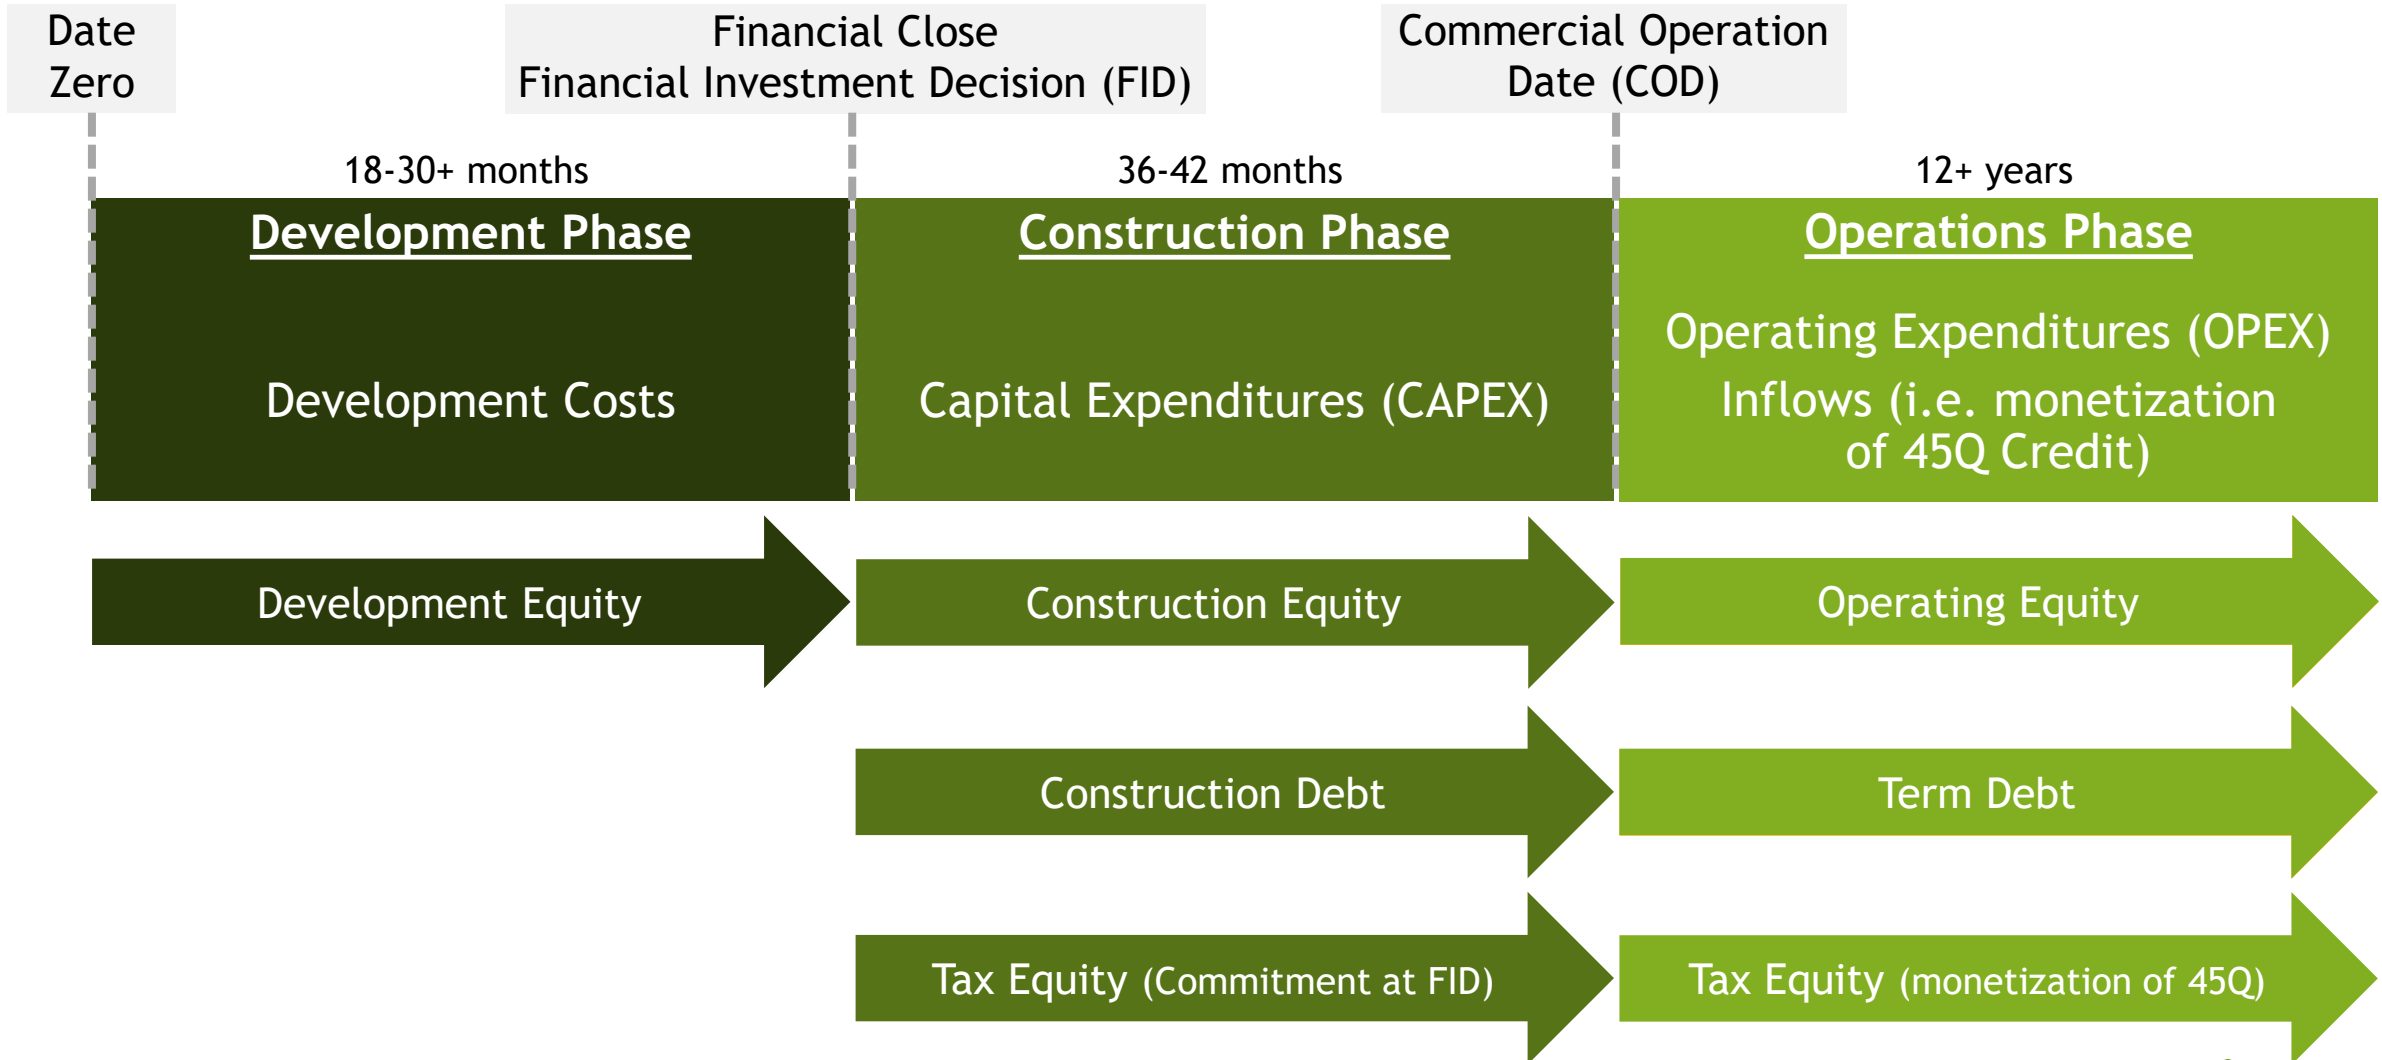 Date
Zero
Financial Close
Financial Investment Decision (FID)
Commercial Operation
Date (COD)
18-30+ months
36-42 months
12+ years
Development Phase
Development Costs
Construction Phase
Capital Expenditures (CAPEX)
Operations Phase
Operating Expenditures (OPEX)
Inflows (i.e. monetization
of 45Q Credit)
Development Equity
Construction Equity
Operating Equity
Construction Debt
Term Debt
Tax Equity (Commitment at FID)
Tax Equity (monetization of 45Q)